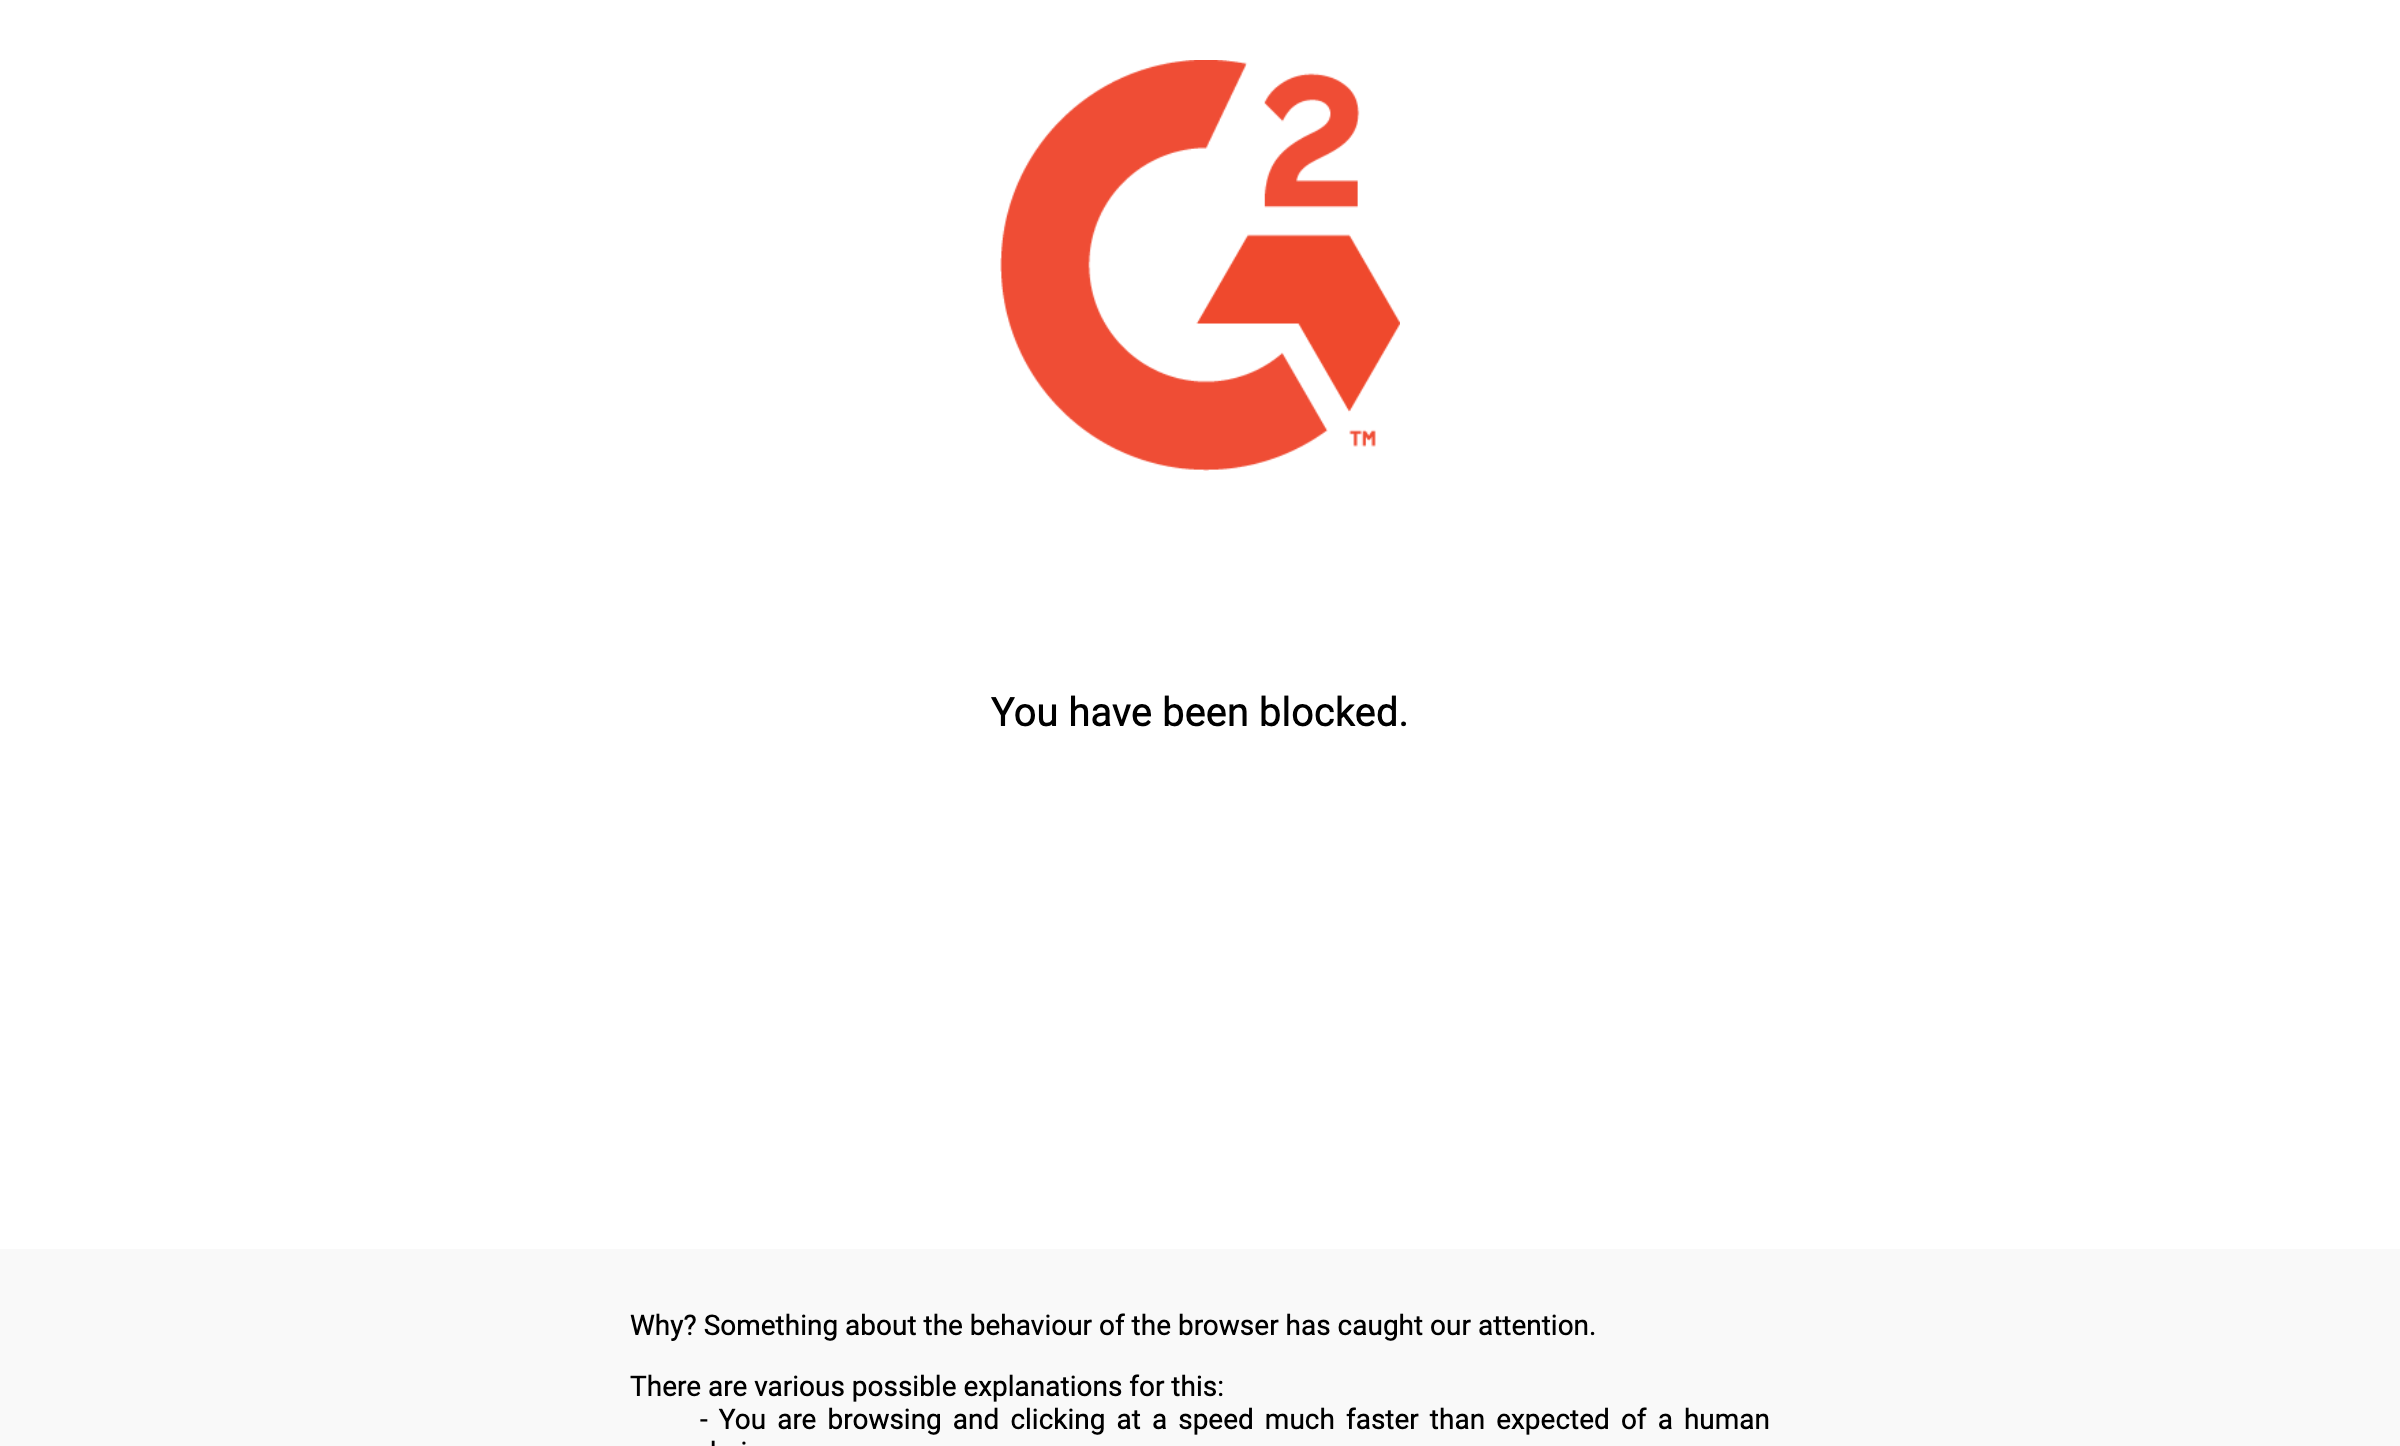 2
TM
You have been blocked.
Why? Something about the behaviour of the browser has caught our attention.
There are various possible explanations for this:
- You are browsing and clicking at a speed much faster than expected of a human